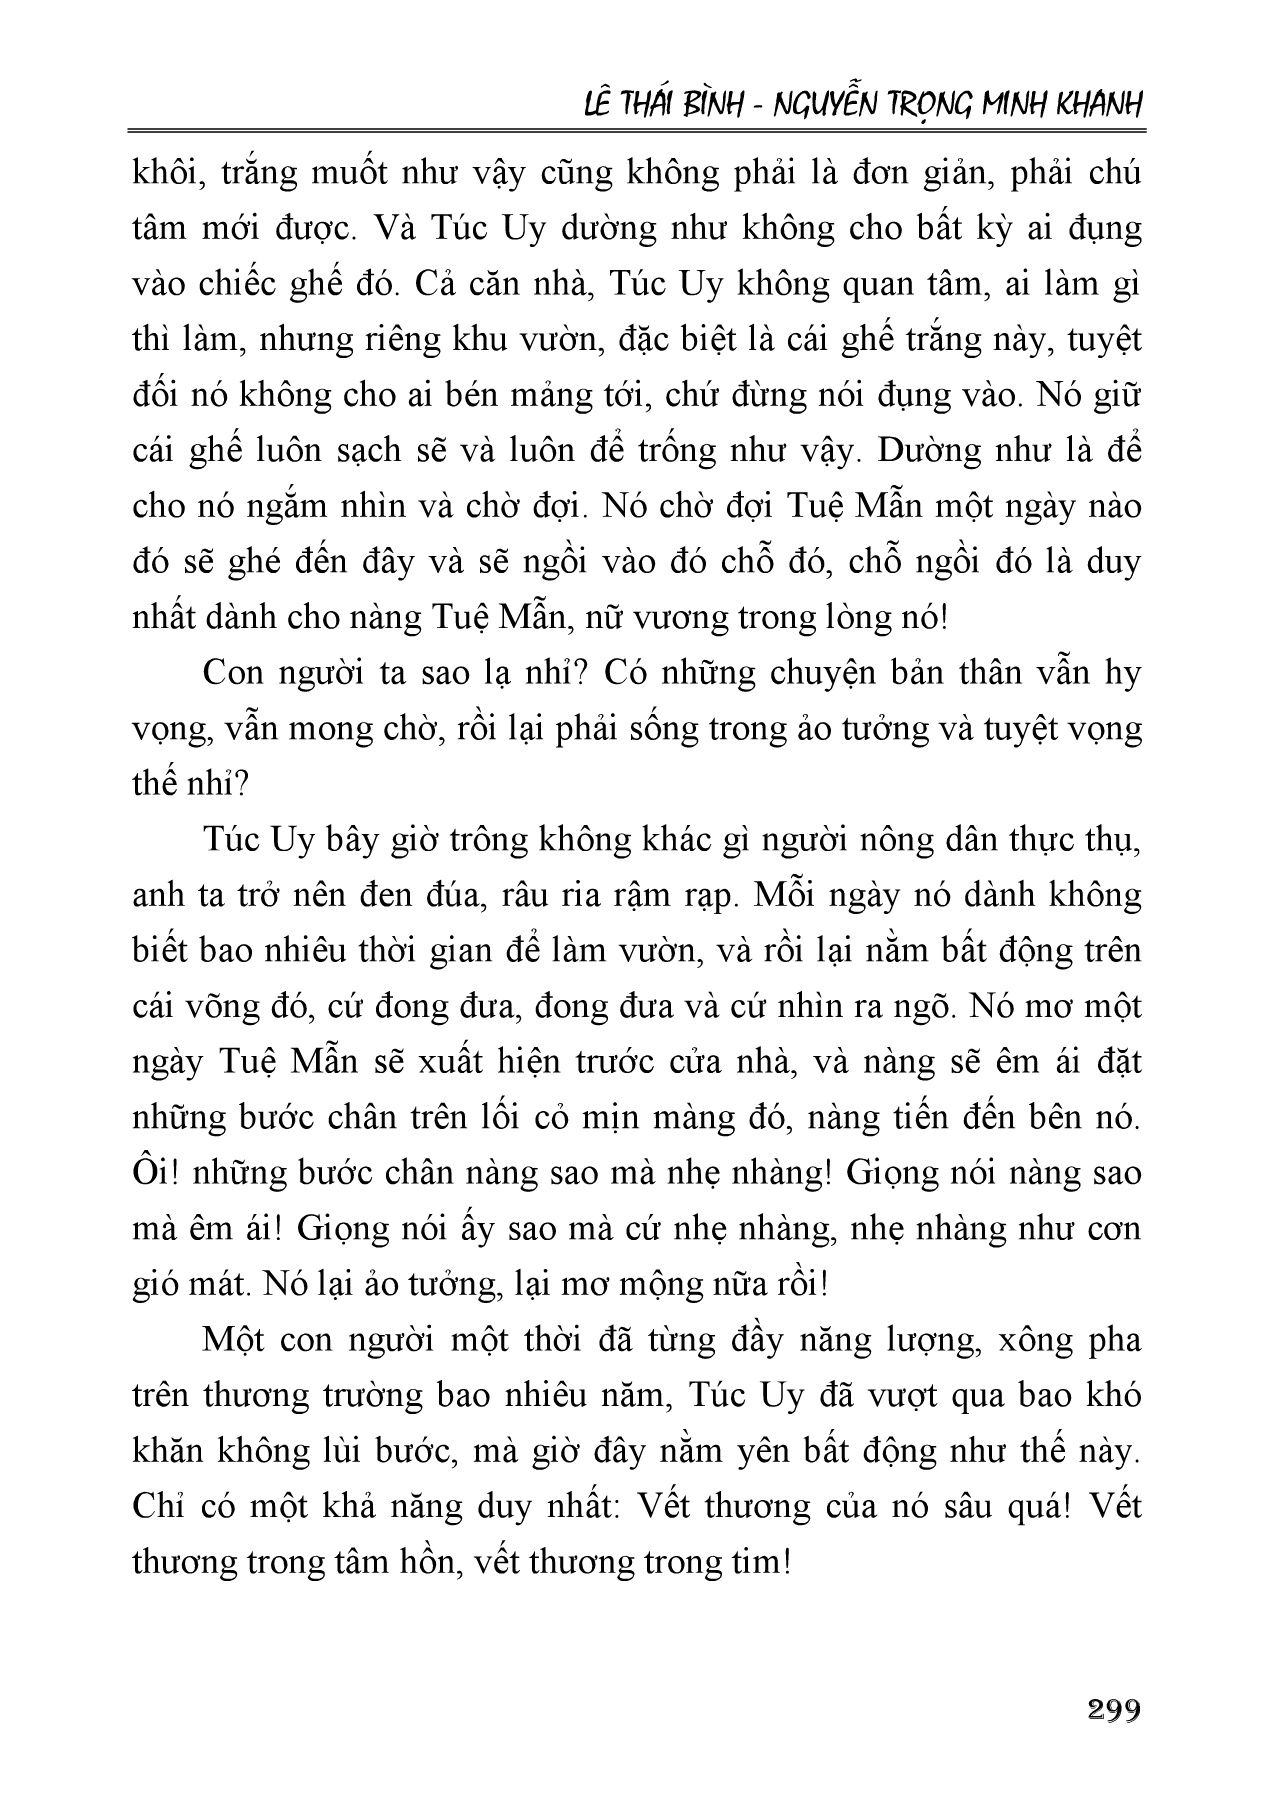 LÊ THÁI BÌNH - NGUYỄN TRỌNG MINH KHANH
khôi, trắng muốt như vậy cũng không phải là đơn giản, phải chú
tâm mới được. Và Túc Uy dường như không cho bất kỳ ai đụng
vào chiếc ghế đó. Cả căn nhà, Túc Uy không quan tâm, ai làm gì
thì làm, nhưng riêng khu vườn, đặc biệt là cái ghế trắng này, tuyệt
đối nó không cho ai bén mảng tới, chứ đừng nói đụng vào. Nó giữ
cái ghế luôn sạch sẽ và luôn để trống như vậy. Dường như là để
cho nó ngắm nhìn và chờ đợi. Nó chờ đợi Tuệ Mẫn một ngày nào
đó sẽ ghé đến đây và sẽ ngồi vào đó chỗ đó, chỗ ngồi đó là duy
nhất dành cho nàng Tuệ Mẫn, nữ vương trong lòng nó!
Con người ta sao lạ nhỉ? Có những chuyện bản thân vẫn hy
vọng, vẫn mong chờ, rồi lại phải sống trong ảo tưởng và tuyệt vọng
thế nhỉ?
Túc Uy bây giờ trông không khác gì người nông dân thực thụ,
anh ta trở nên đen đúa, râu ria rậm rạp. Mỗi ngày nó dành không
biết bao nhiêu thời gian để làm vườn, và rồi lại nằm bất động trên
cái võng đó, cứ đong đưa, đong đưa và cứ nhìn ra ngõ. Nó mơ một
ngày Tuệ Mẫn sẽ xuất hiện trước cửa nhà, và nàng sẽ êm ái đặt
những bước chân trên lối cỏ mịn màng đó, nàng tiến đến bên nó.
Ôi! những bước chân nàng sao mà nhẹ nhàng! Giọng nói nàng sao
mà êm ái! Giọng nói ấy sao mà cứ nhẹ nhàng, nhẹ nhàng như cơn
gió mát. Nó lại ảo tưởng, lại mơ mộng nữa rồi!
Một con người một thời đã từng đầy năng lượng, xông pha
trên thương trường bao nhiêu năm, Túc Uy đã vượt qua bao khó
khăn không lùi bước, mà giờ đây nằm yên bất động như thế này.
Chỉ có một khả năng duy nhất: Vết thương của nó sâu quá! Vết
thương trong tâm hồn, vết thương trong tim!
299